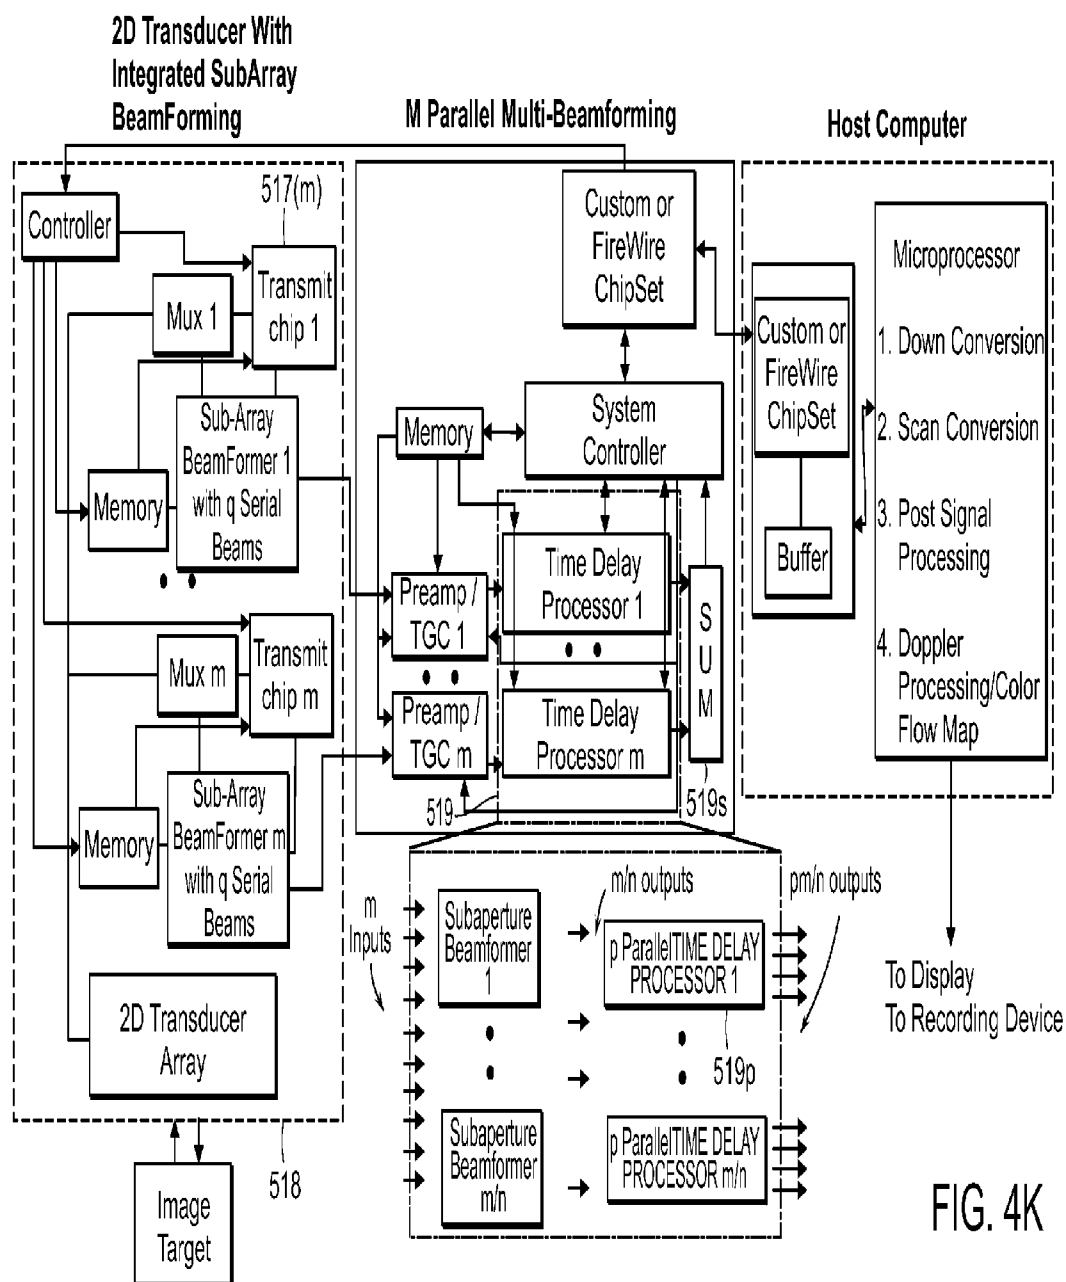 2D Transducer With
Integrated SubArray
BeamForming
M Parallel Multi-Beamforming
Host Computer
517(m)
Controller
Mux 1
Transmit
chip 1
Sub-Array
BeamFormer 1
with q Serial
Beams
Memory
Mux m
Transmit
chip m
Sub-Array
BeamFormer m
with q Serial
Beams
Memory
2D Transducer
Array
518
Image
Target
Custom or
FireWire
ChipSet
System
Controller
Memory
Preamp /
TGC 1
Time Delay
Processor 1
Preamp /
TGC m
Time Delay
Processor m
SUM
519
519s
Custom or
FireWire
ChipSet
Buffer
Microprocessor
1. Down Conversion
2. Scan Conversion
3. Post Signal
Processing
4. Doppler
Processing/Color
Flow Map
To Display
To Recording Device
m
Inputs
Subaperture
Beamformer
1
m/n outputs
p ParallelTIME DELAY
PROCESSOR 1
pm/n outputs
519p
Subaperture
Beamformer
m/n
p ParallelTIME DELAY
PROCESSOR m/n
FIG. 4K